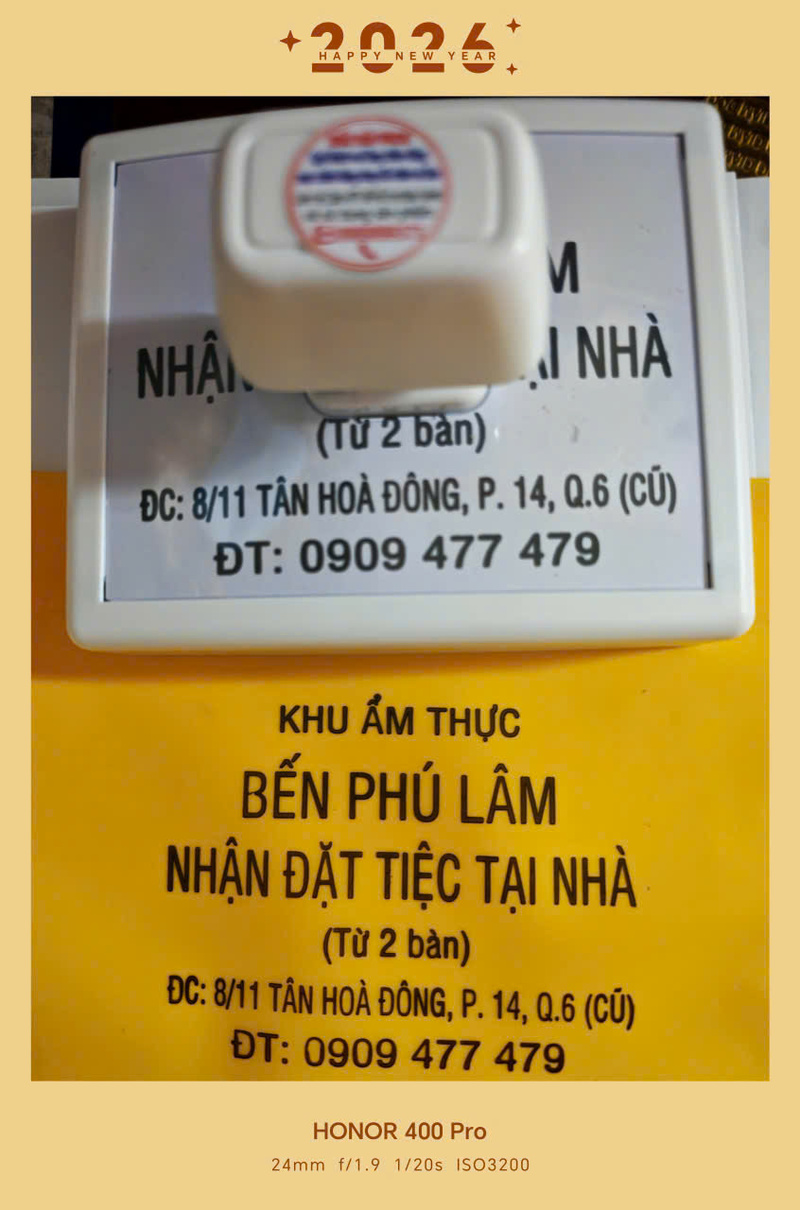 2026
HAPPY NEW YEAR
M
NHẬN TẠI NHÀ
(Từ 2 bàn)
ĐC: 8/11 TÂN HOÀ ĐÔNG, P. 14, Q.6 (CŨ)
ĐT: 0909 477 479
KHU ẨM THỰC
BẾN PHÚ LÂM
NHẬN ĐẶT TIỆC TẠI NHÀ
(Từ 2 bàn)
ĐC: 8/11 TÂN HOÀ ĐÔNG, P. 14, Q.6 (CŨ)
ĐT: 0909 477 479
HONOR 400 Pro
24mm f/1.9 1/20s ISO3200